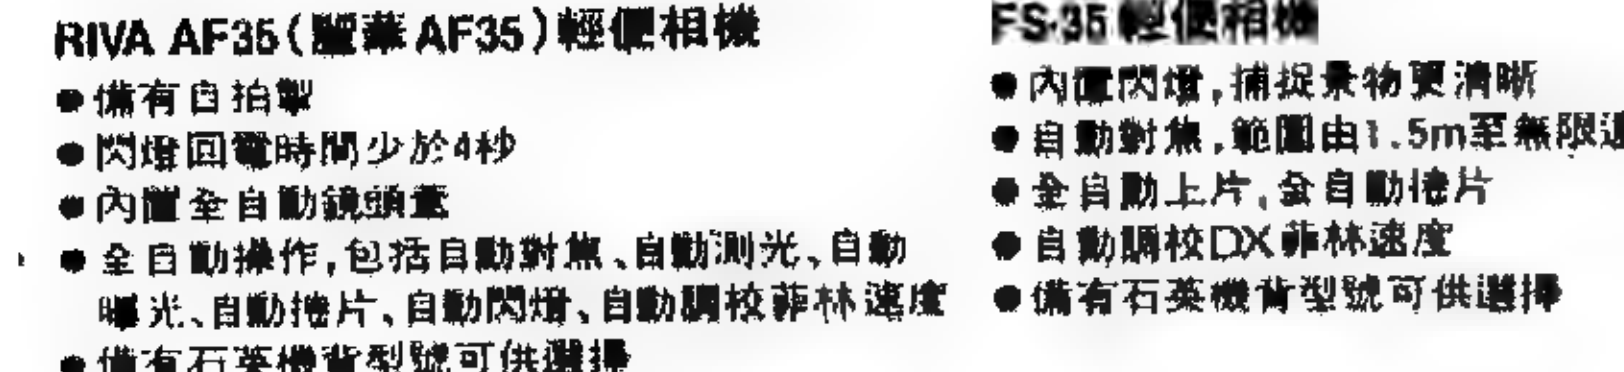 RIVA AF35(麗華AF35)輕便相機
●備有自拍掣
●閃燈回電時間少於4秒
●內置全自動鏡頭蓋
●全自動操作,包括自動對焦、自動測光、自動
曝光、自動捲片、自動閃燈、自動調校菲林速度
●備有石英機背型號可供選擇
FS-35輕便相機
●內置閃燈,捕捉景物更清晰
●自動對焦,範圍由1.5m至無限遠
●全自動上片,全自動捲片
●自動調校DX菲林速度
●備有石英機背型號可供選擇